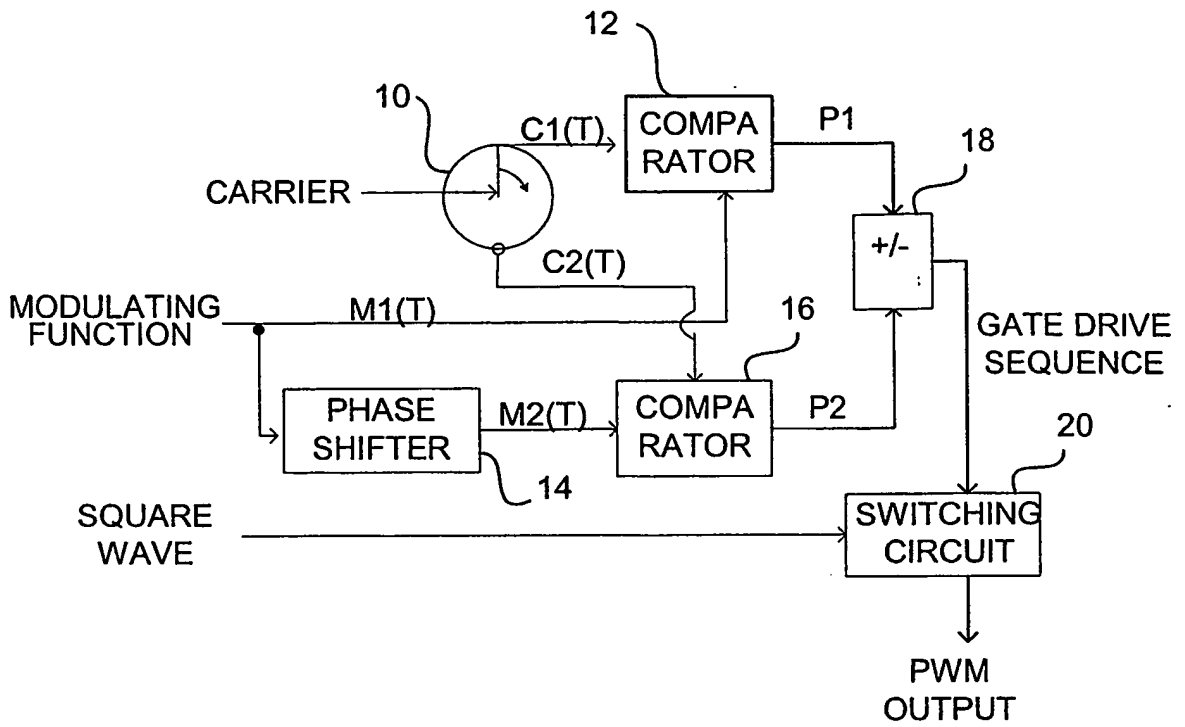 12
10
C1(T)
COMPA
RATOR
P1
18
CARRIER
+/-
C2(T)
MODULATING
FUNCTION
M1(T)
16
GATE DRIVE
SEQUENCE
PHASE
SHIFTER
M2(T)
COMPA
RATOR
P2
14
20
SQUARE
WAVE
SWITCHING
CIRCUIT
PWM
OUTPUT